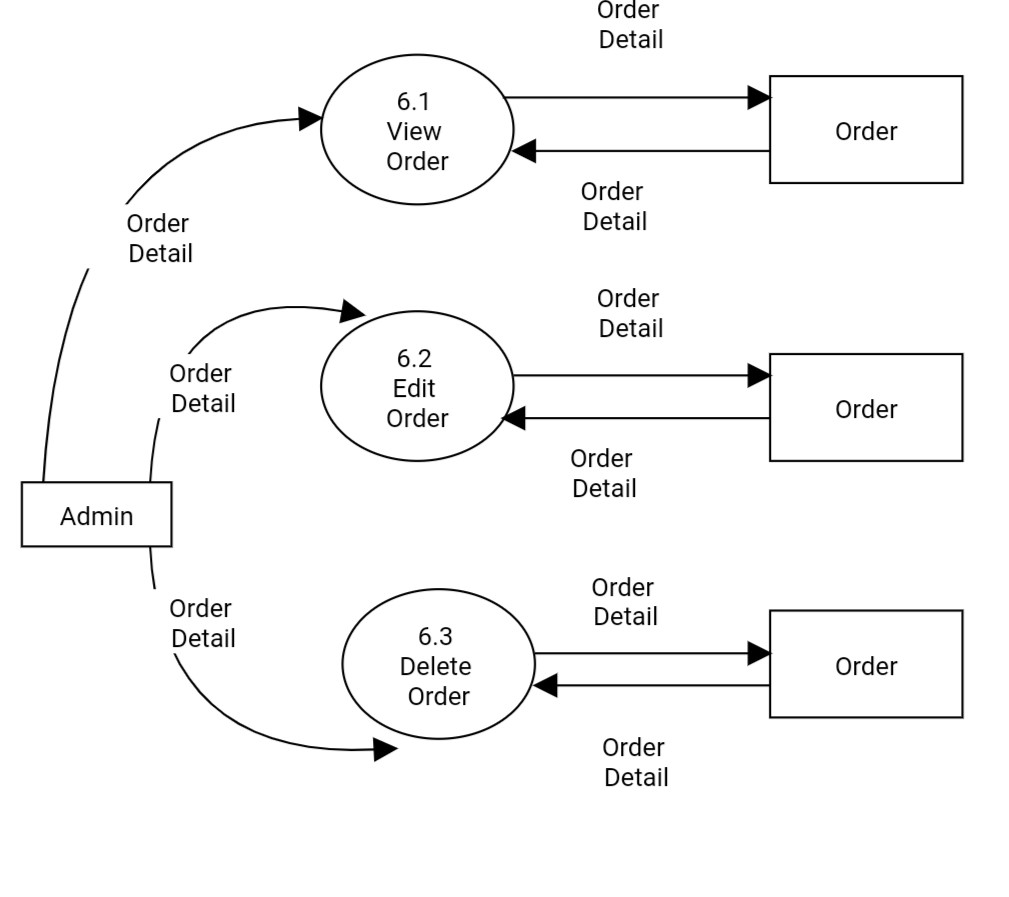 Order
Detail
6.1
View
Order
Order
Order
Detail
Order
Detail
Order
Detail
6.2
Edit
Order
Order
Order
Detail
Order
Detail
Admin
Order
Detail
6.3
Delete
Order
Order
Order
Detail
Order
Detail